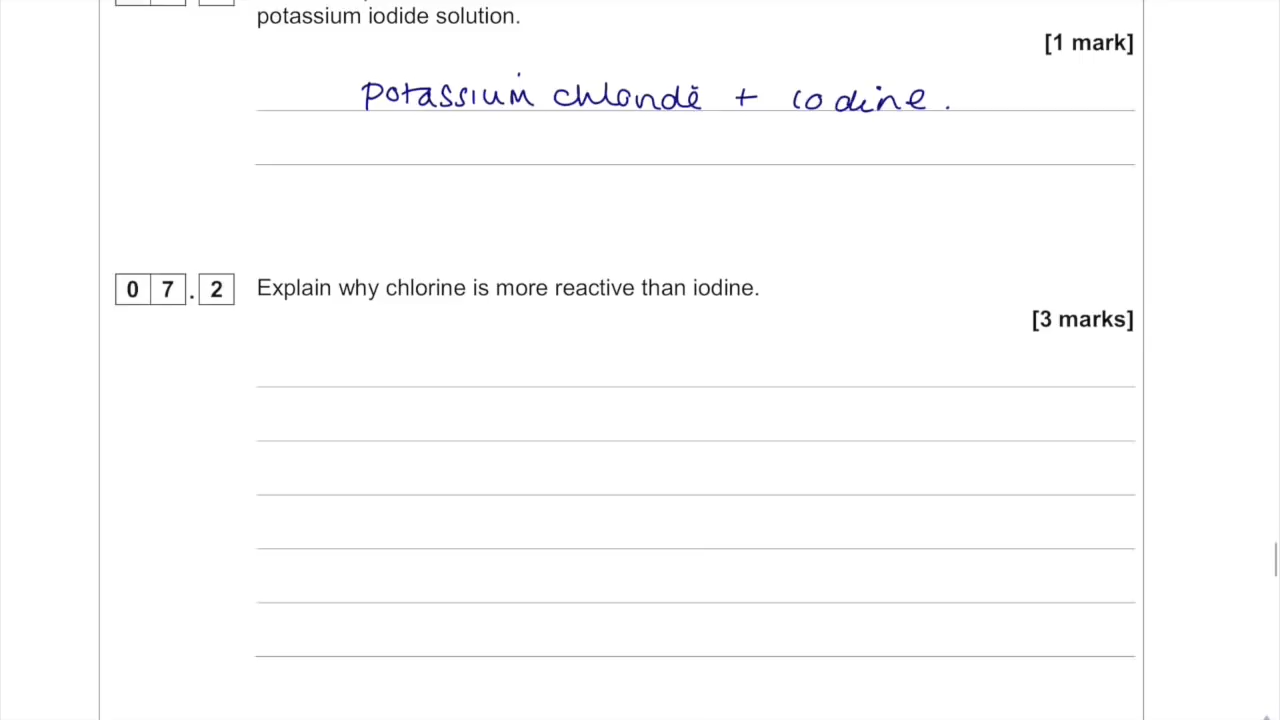 potassium iodide solution.
[1 mark]
potassium chloride + iodine.
0 7 . 2 Explain why chlorine is more reactive than iodine.
[3 marks]